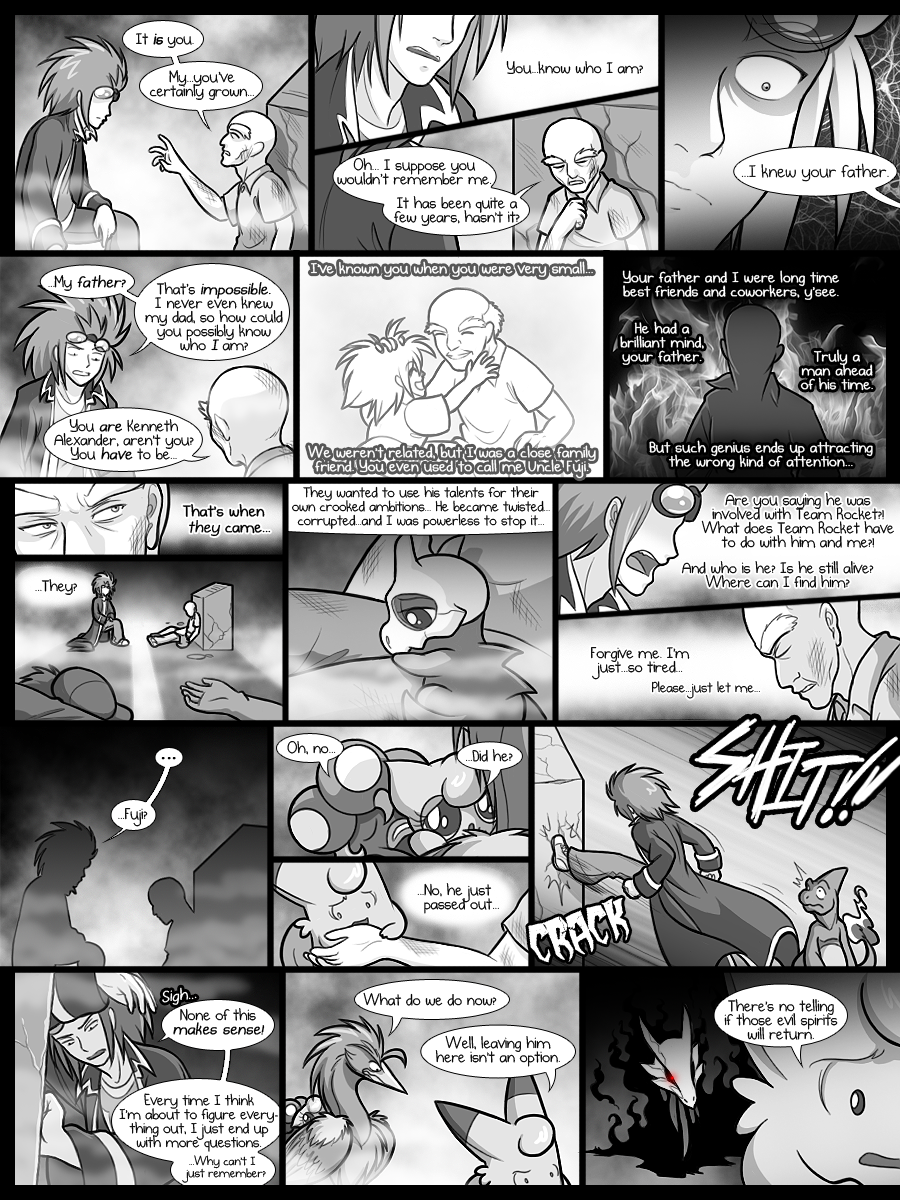 It is you.
My...you've
certainly grown...
You...know who I am?
Oh... I suppose you
wouldn't remember me.
It has been quite a
few years, hasn't it?
...I knew your father.
...My father?
That's impossible.
I never even knew
my dad, so how could
you possibly know
who I am?
You are Kenneth
Alexander, aren't you?
You have to be...
I've known you when you were very small...
We weren't related, but I was a close family
friend. You even used to call me Uncle Fuji.
Your father and I were long time
best friends and coworkers, y'see.
He had a
brilliant mind,
your father.
Truly a
man ahead
of his time.
But such genius ends up attracting
the wrong kind of attention...
That's when
they came...
...They?
They wanted to use his talents for their
own crooked ambitions... He became twisted...
corrupted...and I was powerless to stop it...
Are you saying he was
involved with Team Rocket?!
What does Team Rocket have
to do with him and me?!
And who is he? Is he still alive?
Where can I find him?
Forgive me. I'm
just...so tired...
Please...just let me...
...
...Fuji?
Oh, no...
...Did he?
...No, he just
passed out...
SHIT!!!
CRACK
Sigh...
None of this
makes sense!
Every time I think
I'm about to figure every-
thing out, I just end up
with more questions.
...Why can't I
just remember?
What do we do now?
Well, leaving him
here isn't an option.
There's no telling
if those evil spirits
will return.